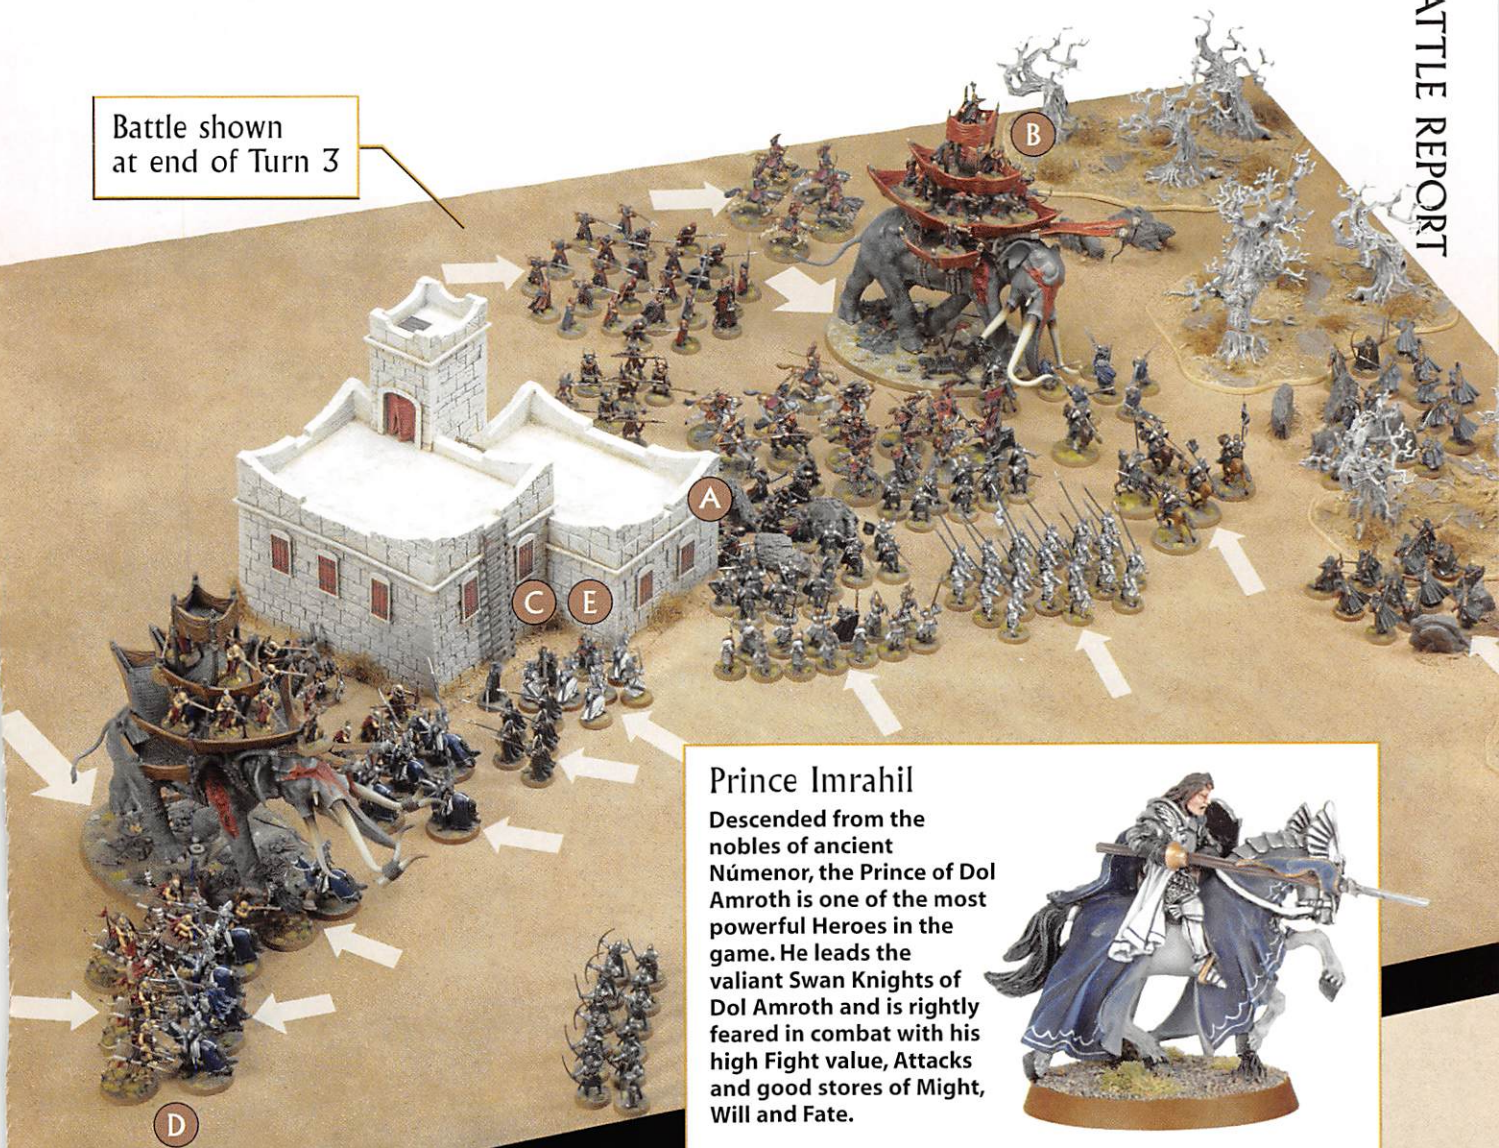 ATTLE REPORT
Battle shown
at end of Turn 3
B
A
C
E
D
Prince Imrahil
Descended from the
nobles of ancient
Númenor, the Prince of Dol
Amroth is one of the most
powerful Heroes in the
game. He leads the
valiant Swan Knights of
Dol Amroth and is rightly
feared in combat with his
high Fight value, Attacks
and good stores of Might,
Will and Fate.